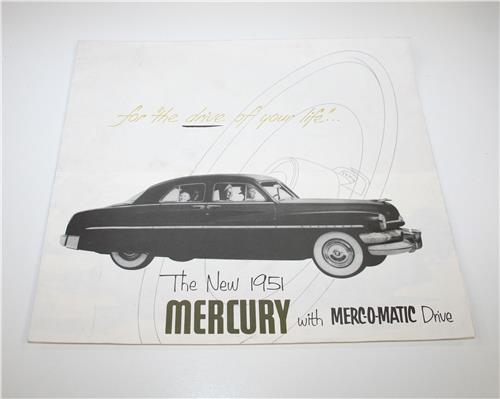 for "the drive of your life"...
The New 1951
MERCURY with MERC-O-MATIC Drive